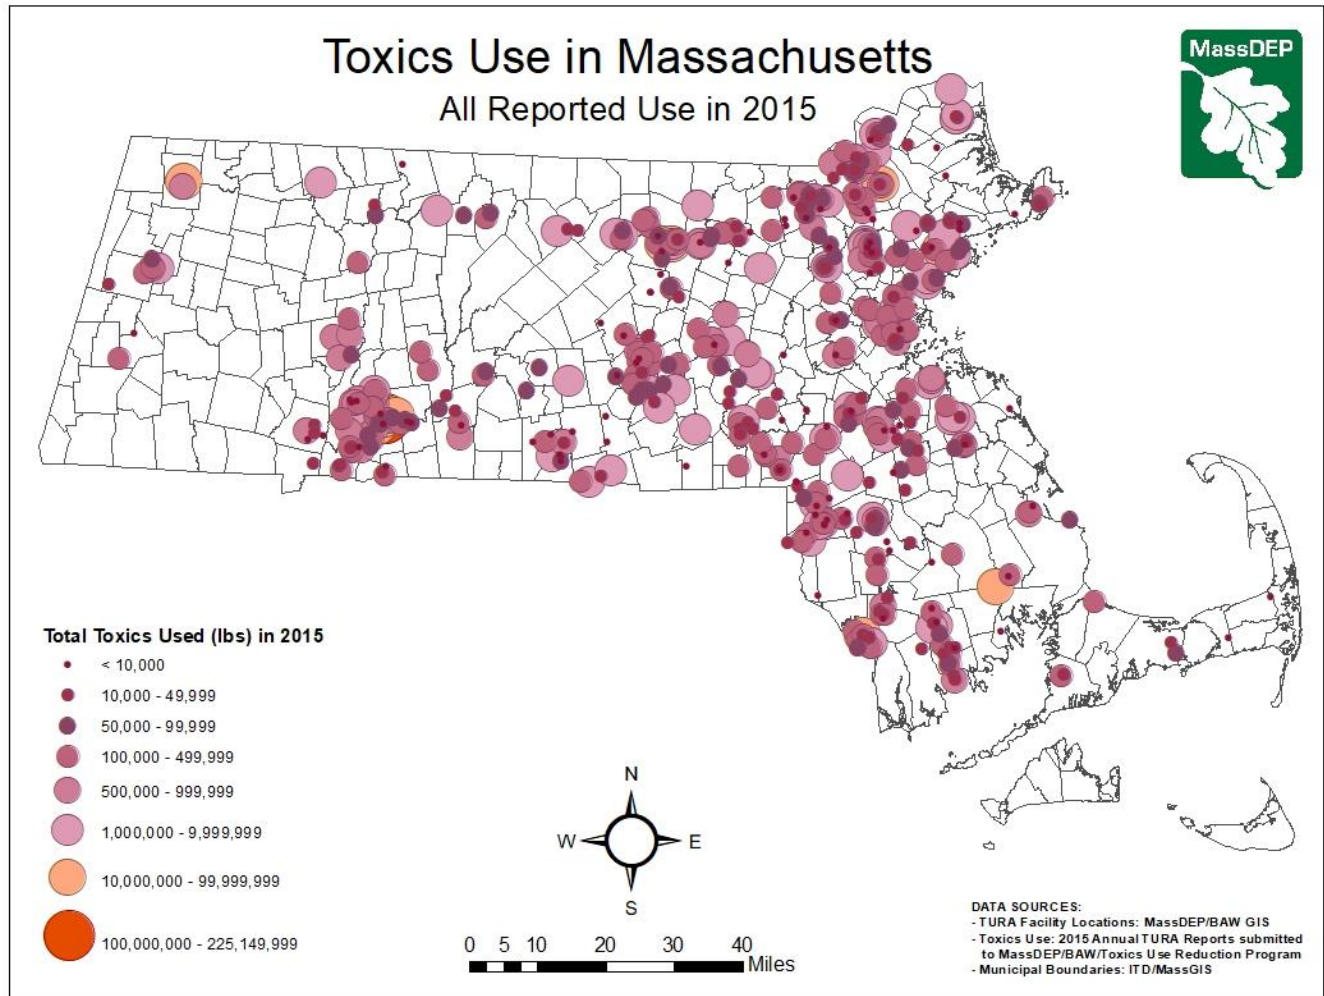 Toxics Use in Massachusetts
All Reported Use in 2015
MassDEP
Total Toxics Used (lbs) in 2015
< 10,000
10,000 - 49,999
50,000 - 99,999
100,000 - 499,999
500,000 - 999,999
1,000,000 - 9,999,999
10,000,000 - 99,999,999
100,000,000 - 225,149,999
N
W E
S
0 5 10 20 30 40
Miles
DATA SOURCES:
- TURA Facility Locations: MassDEP/BAW GIS
- Toxics Use: 2015 Annual TURA Reports submitted
to MassDEP/BAW/Toxics Use Reduction Program
- Municipal Boundaries: ITD/MassGIS